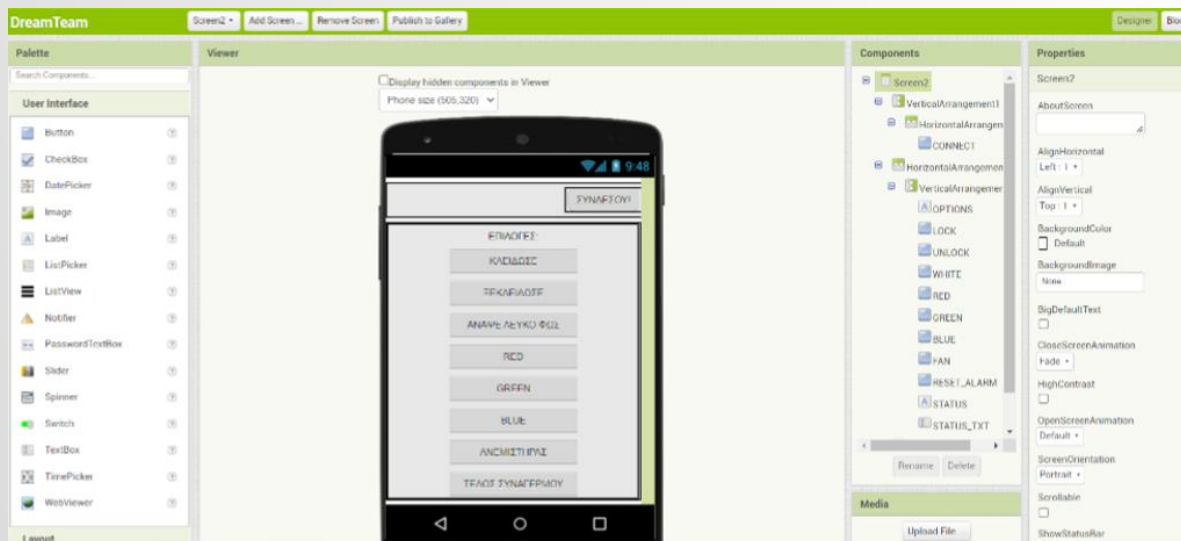 DreamTeam
Screen2
Add Screen...
Remove Screen
Publish to Gallery
Designer
Palette
Search Components...
User Interface
Button
CheckBox
DatePicker
Image
Label
ListPicker
ListView
Notifier
PasswordTextBox
Slider
Spinner
Switch
TextBox
TimePicker
WebViewer
Layout
Viewer
Display hidden components in Viewer
Phone size (505,320)
9:48
ΣΥΝΔΕΣΟΥ!
ΕΠΙΛΟΓΕΣ:
ΚΛΕΙΔΩΣΕ
ΞΕΚΛΕΙΔΩΣΕ
ΑΝΑΨΕ ΛΕΥΚΟ ΦΩΣ
RED
GREEN
BLUE
ΑΝΕΜΙΣΤΗΡΑΣ
ΤΕΛΟΣ ΣΥΝΑΓΕΡΜΟΥ
Components
Screen2
VerticalArrangement1
HorizontalArrangem
CONNECT
HorizontalArrangemen
VerticalArrangemer
OPTIONS
LOCK
UNLOCK
WHITE
RED
GREEN
BLUE
FAN
RESET_ALARM
STATUS
STATUS_TXT
Rename
Delete
Media
Upload File ...
Properties
Screen2
AboutScreen
AlignHorizontal
Left : 1
AlignVertical
Top : 1
BackgroundColor
Default
BackgroundImage
None
BigDefaultText
CloseScreenAnimation
Fade
HighContrast
OpenScreenAnimation
Default
ScreenOrientation
Portrait
Scrollable
ShowStatusBar